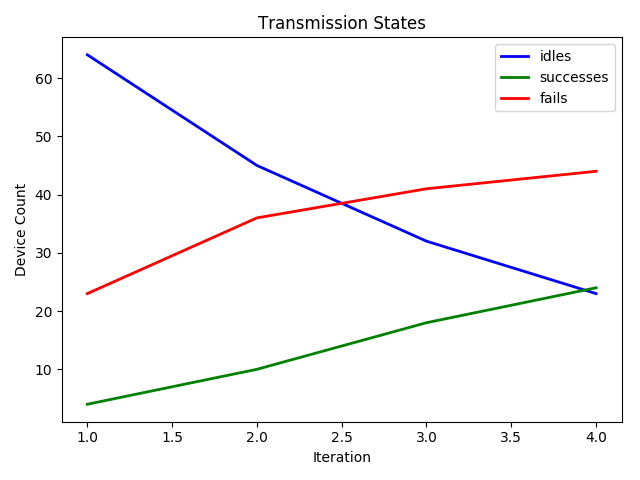 Transmission States
idles
successes
fails
60
50
40
30
20
10
Device Count
1.0 1.5 2.0 2.5 3.0 3.5 4.0
Iteration